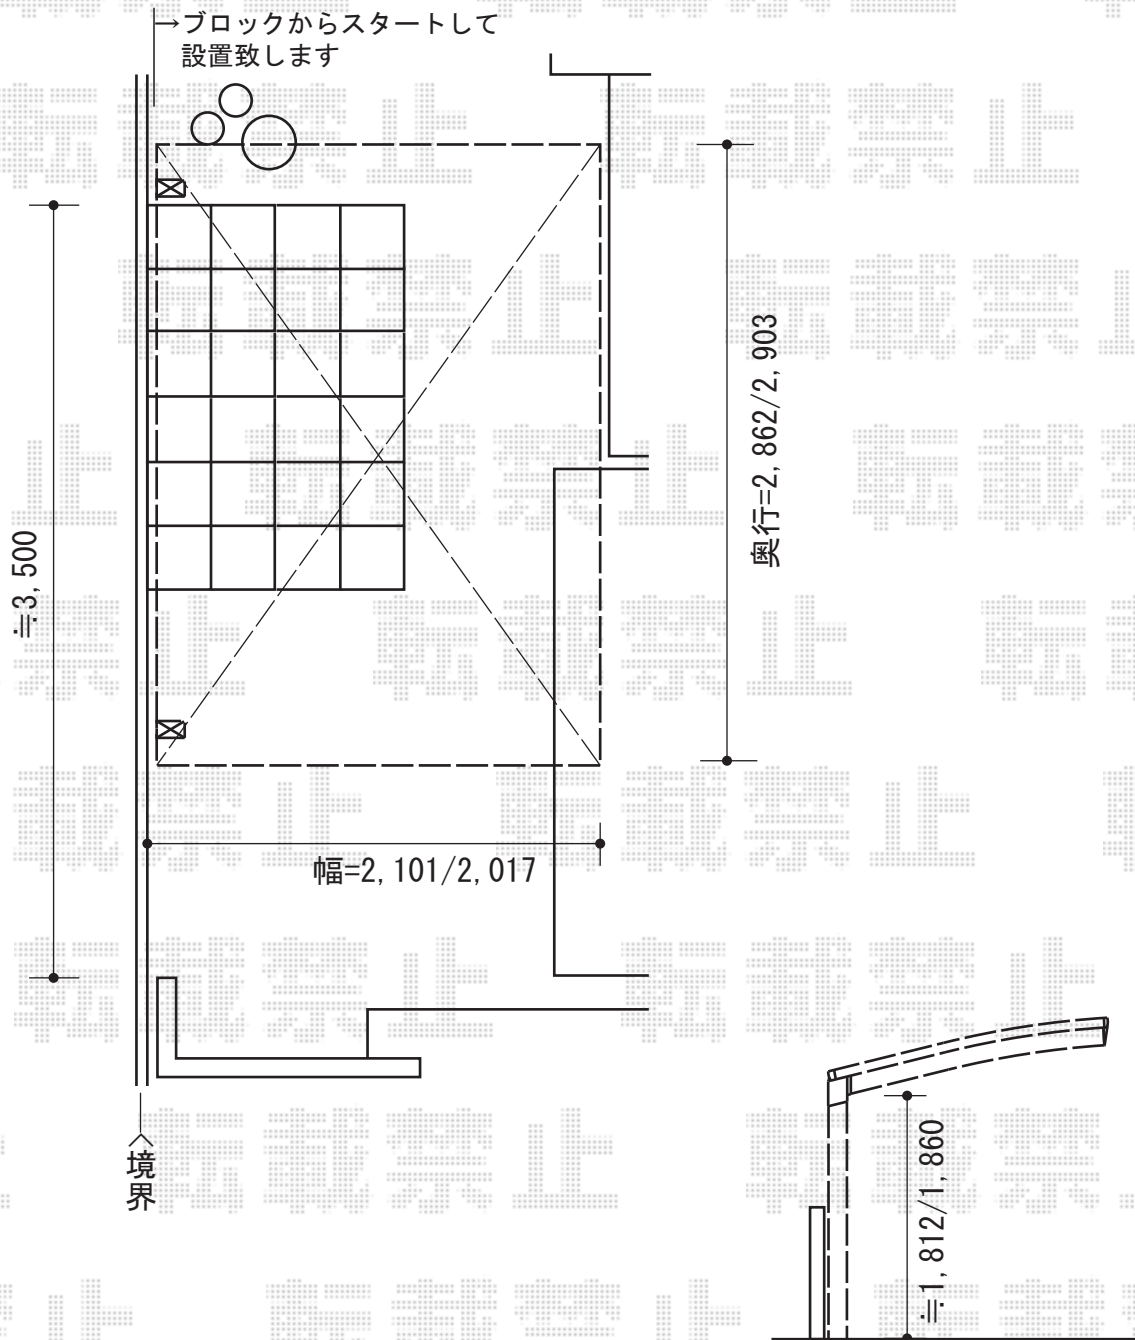 →ブロックからスタートして
設置致します
≒3,500
奥行=2,862/2,903
幅=2,101/2,017
境界
≒1,812/1,860
転載禁止